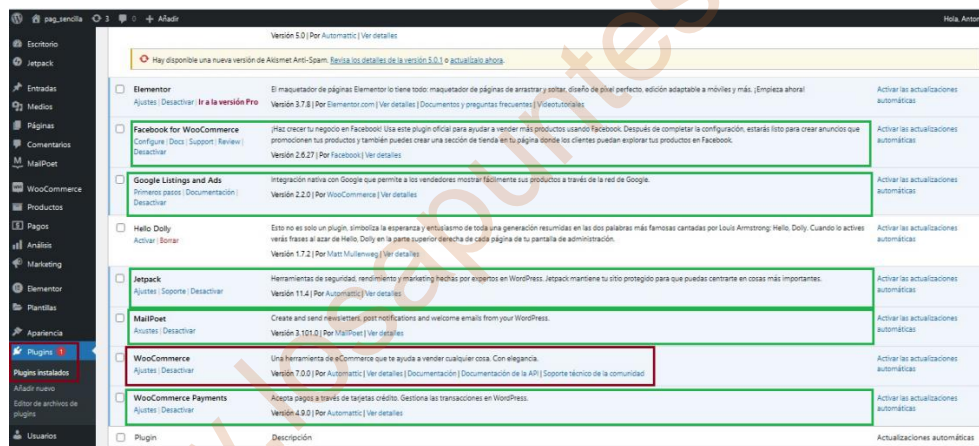 pag_sencilla 3 0 + Añadir
Hola, Anton
Escritorio
Jetpack
Entradas
Medios
Páginas
Comentarios
MailPoet
WooCommerce
Productos
Pagos
Análisis
Marketing
Elementor
Plantillas
Apariencia
Plugins 1
Plugins instalados
Añadir nuevo
Editor de archivos de
plugins
Usuarios
Versión 5.0 | Por Automattic | Ver detalles
Hay disponible una nueva versión de Akismet Anti-Spam. Revisa los detalles de la versión 5.0.1 o actualízalo ahora.
Elementor
Ajustes | Desactivar | Ir a la versión Pro
El maquetador de páginas Elementor lo tiene todo: maquetador de páginas de arrastrar y soltar, diseño de píxel perfecto, edición adaptable a móviles y más. ¡Empieza ahora!
Versión 3.7.8 | Por Elementor.com | Ver detalles | Documentos y preguntas frecuentes | Videotutoriales
Activar las actualizaciones
automáticas
Facebook for WooCommerce
Configure | Docs | Support | Review |
Desactivar
¡Haz crecer tu negocio en Facebook! Usa este plugin oficial para ayudar a vender más productos usando Facebook. Después de completar la configuración, estarás listo para crear anuncios que
promocionen tus productos y también puedes crear una sección de tienda en tu página donde los clientes puedan explorar tus productos en Facebook.
Versión 2.6.27 | Por Facebook | Ver detalles
Activar las actualizaciones
automáticas
Google Listings and Ads
Primeros pasos | Documentación |
Desactivar
Integración nativa con Google que permite a los vendedores mostrar fácilmente sus productos a través de la red de Google.
Versión 2.2.0 | Por WooCommerce | Ver detalles
Activar las actualizaciones
automáticas
Hello Dolly
Activar | Borrar
Esto no es solo un plugin, simboliza la esperanza y entusiasmo de toda una generación resumidas en las dos palabras más famosas cantadas por Louis Armstrong: Hello, Dolly. Cuando lo actives
verás frases al azar de Hello, Dolly en la parte superior derecha de cada página de tu pantalla de administración.
Versión 1.7.2 | Por Matt Mullenweg | Ver detalles
Activar las actualizaciones
automáticas
Jetpack
Ajustes | Soporte | Desactivar
Herramientas de seguridad, rendimiento y marketing hechas por expertos en WordPress. Jetpack mantiene tu sitio protegido para que puedas centrarte en cosas más importantes.
Versión 11.4 | Por Automattic | Ver detalles
Activar las actualizaciones
automáticas
MailPoet
Axustes | Desactivar
Create and send newsletters, post notifications and welcome emails from your WordPress.
Versión 3.101.0 | Por MailPoet | Ver detalles
Activar las actualizaciones
automáticas
WooCommerce
Ajustes | Desactivar
Una herramienta de eCommerce que te ayuda a vender cualquier cosa. Con elegancia.
Versión 7.0.0 | Por Automattic | Ver detalles | Documentación | Documentación de la API | Soporte técnico de la comunidad
Activar las actualizaciones
automáticas
WooCommerce Payments
Ajustes | Desactivar
Acepta pagos a través de tarjetas crédito. Gestiona las transacciones en WordPress.
Versión 4.9.0 | Por Automattic | Ver detalles
Activar las actualizaciones
automáticas
Plugin
Descripción
Actualizaciones automáticas